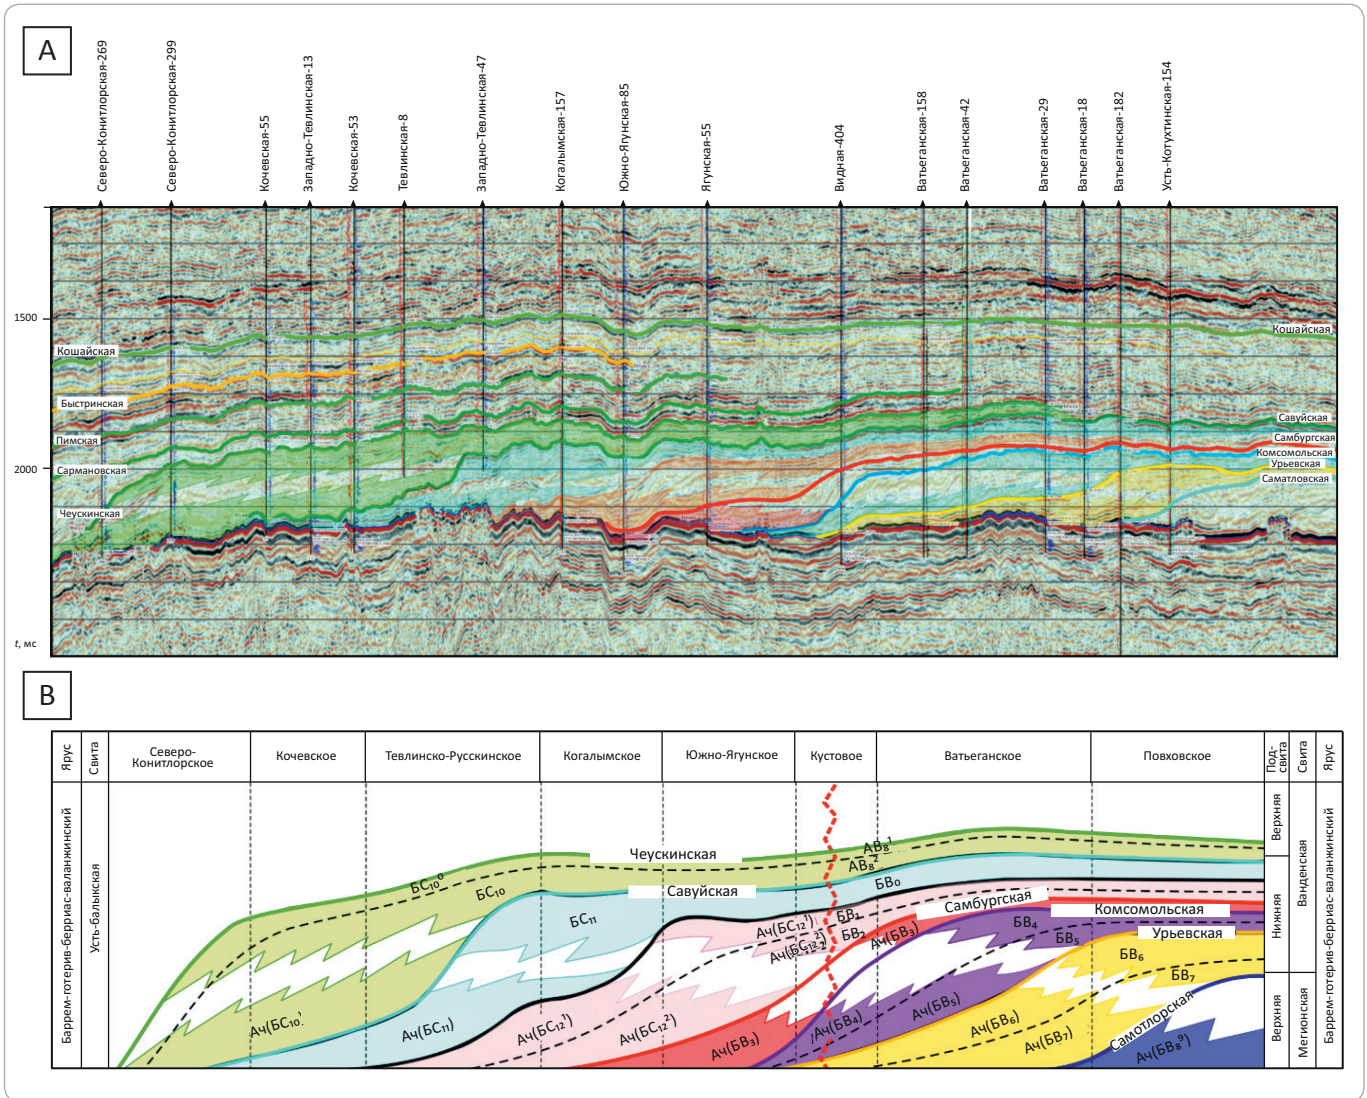 A
Северо-Конитлорская-269
Северо-Конитлорская-299
Кочевская-55
Западно-Тевлинская-13
Кочевская-53
Тевлинская-8
Западно-Тевлинская-47
Когалымская-157
Южно-Ягунская-85
Ягунская-55
Видная-404
Ватьеганская-158
Ватьеганская-42
Ватьеганская-29
Ватьеганская-18
Ватьеганская-182
Усть-Котухтинская-154
1500
2000
t, мс
Кошайская
Быстринская
Пимская
Сармановская
Чеускинская
Кошайская
Савуйская
Самбургская
Комсомольская
Урьевская
Саматловская
B
Ярус
Свита
Северо-
Конитлорское
Кочевское
Тевлинско-Русскинское
Когалымское
Южно-Ягунское
Кустовое
Ватьеганское
Повховское
Под-
свита
Свита
Ярус
Баррем-готерив-берриас-валанжинский
Усть-балыкская
Верхняя
Нижняя
Верхняя
Ванденская
Мегионская
Баррем-готерив-берриас-валанжинский
Чеускинская
АВ₈¹
АВ₈²
БС₁₀⁰
БС₁₀
Савуйская
БВ₀
БС₁₁
Самбургская
Ач(БС₁₂¹)
БВ₁
Комсомольская
Ач(БС₁₂²)
БВ₂
Ач(БВ₃)
БВ₄
БВ₅
Урьевская
БВ₆
БВ₇
Ач(БС₁₀¹)
Ач(БС₁₁)
Ач(БС₁₂¹)
Ач(БС₁₂²)
Ач(БВ₃)
Ач(БВ₄)
Ач(БВ₅)
Ач(БВ₆)
Ач(БВ₇)
Самотлорская
Ач(БВ₈⁹)